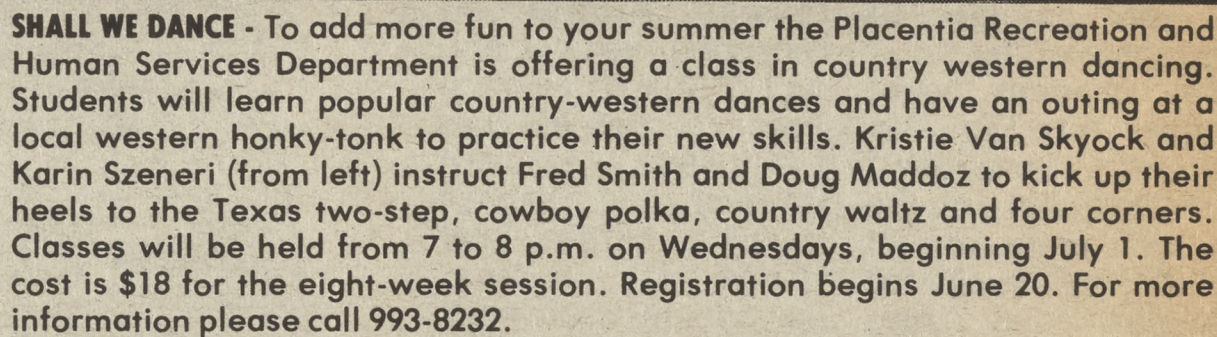 SHALL WE DANCE - To add more fun to your summer the Placentia Recreation and
Human Services Department is offering a class in country western dancing.
Students will learn popular country-western dances and have an outing at a
local western honky-tonk to practice their new skills. Kristie Van Skyock and
Karin Szeneri (from left) instruct Fred Smith and Doug Maddoz to kick up their
heels to the Texas two-step, cowboy polka, country waltz and four corners.
Classes will be held from 7 to 8 p.m. on Wednesdays, beginning July 1. The
cost is $18 for the eight-week session. Registration begins June 20. For more
information please call 993-8232.